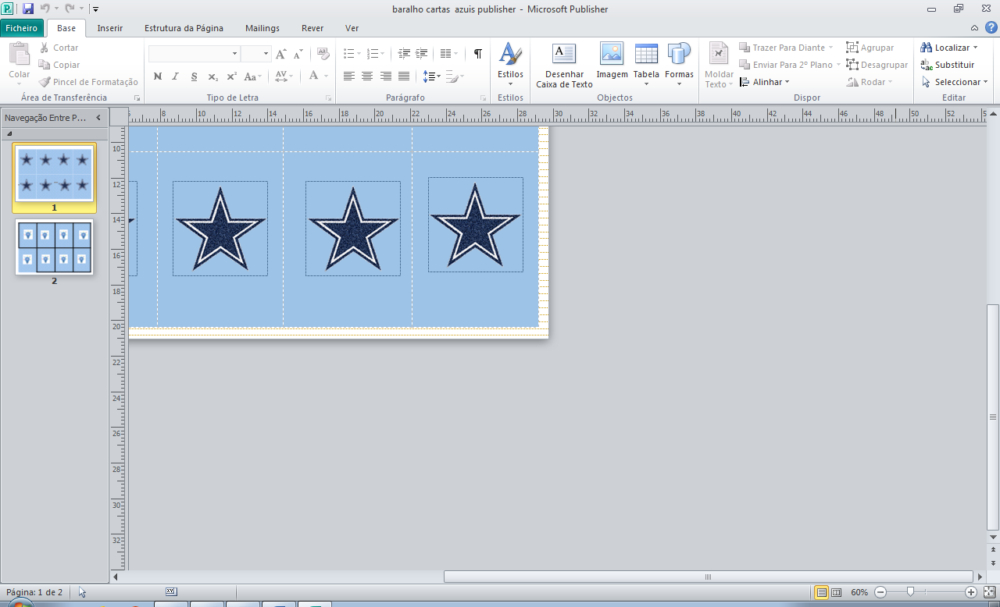 baralho cartas  azuis publisher - Microsoft Publisher
Ficheiro Base Inserir Estrutura da Página Mailings Rever Ver
Colar
Cortar
Copiar
Pincel de Formatação
Área de Transferência
N I S x₂ x² Aa AV A
Tipo de Letra
Parágrafo
Estilos
Estilos
Desenhar
Caixa de Texto
Imagem
Tabela
Formas
Objectos
Moldar
Texto
Trazer Para Diante
Enviar Para 2º Plano
Alinhar
Agrupar
Desagrupar
Rodar
Dispor
Localizar
Substituir
Seleccionar
Editar
Navegação Entre P...
8 10 12 14 16 18 20 22 24 26 28 30 32 34 36 38 40 42 44 46 48 50 52
10
12
14
16
18
20
22
24
26
28
30
32
1
2
Página: 1 de 2
60%